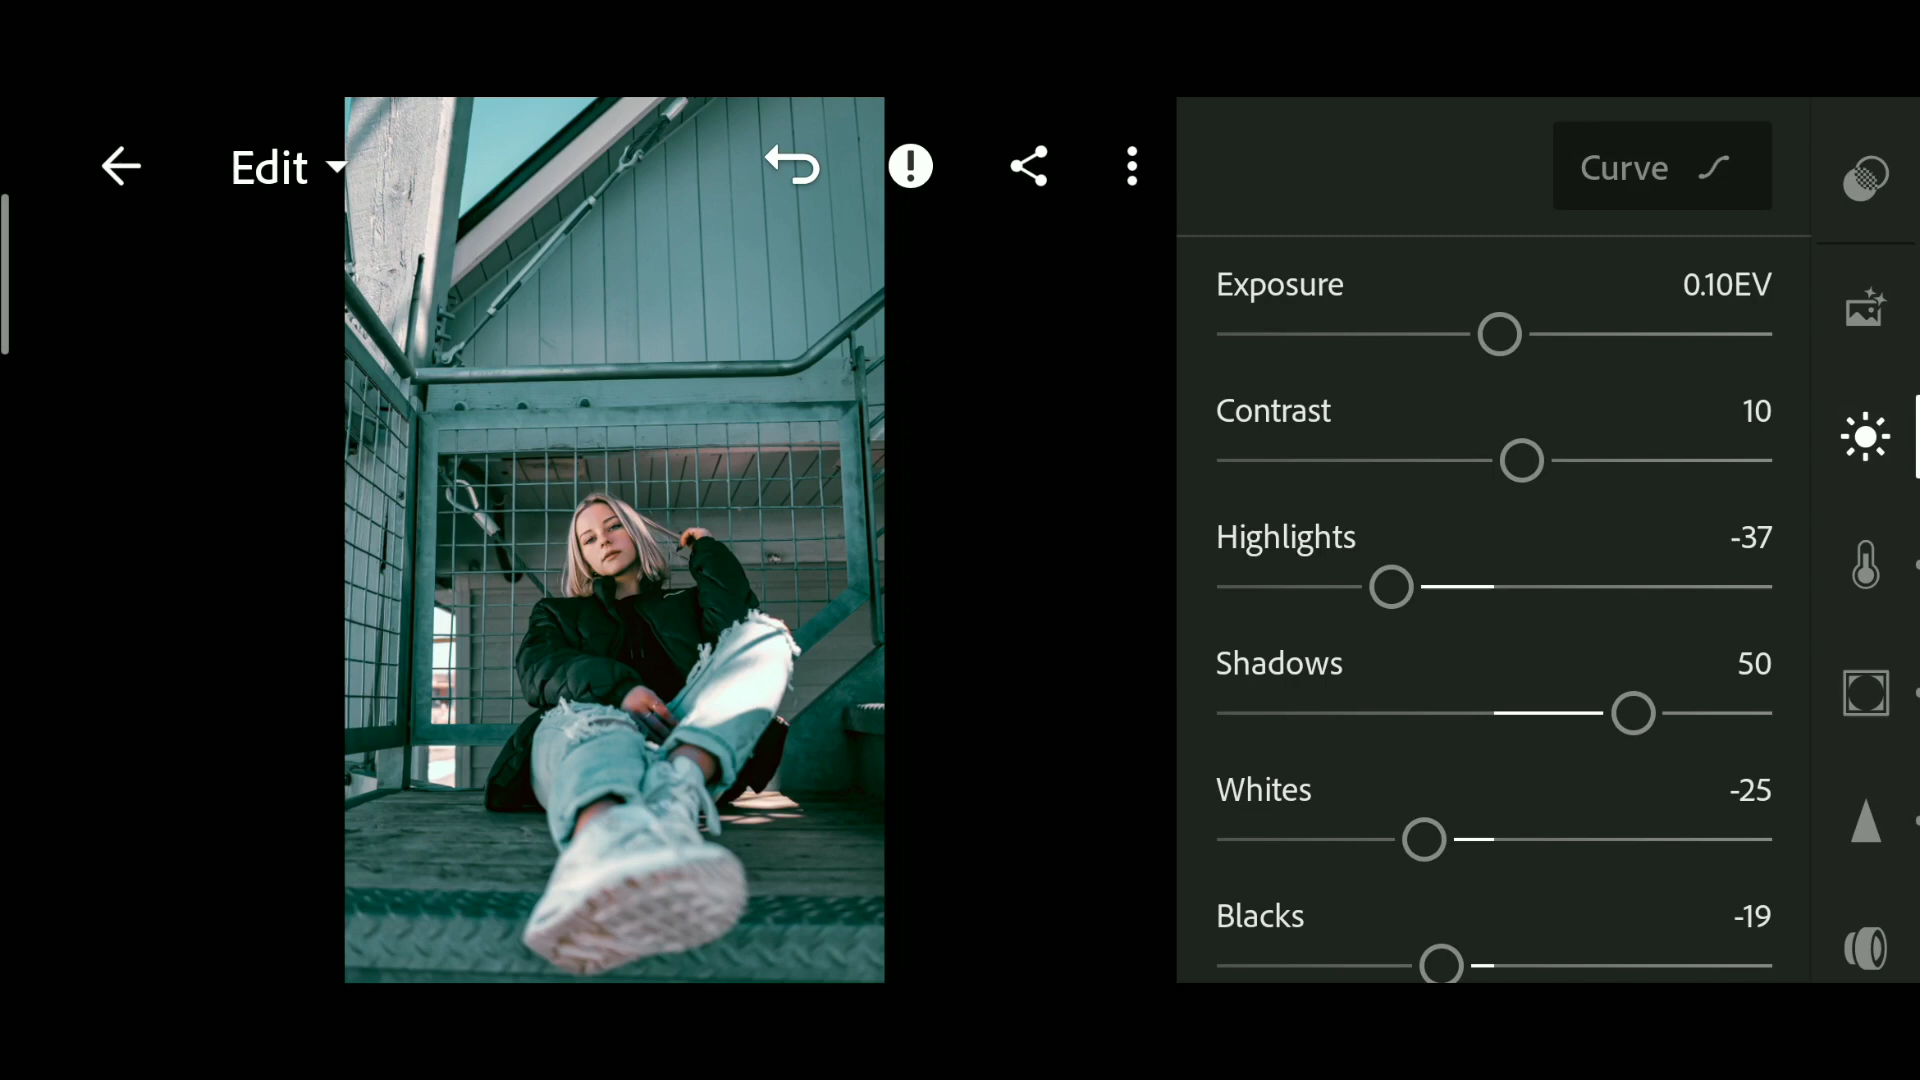 Edit
Curve
Exposure 0.10EV
Contrast 10
Highlights -37
Shadows 50
Whites -25
Blacks -19